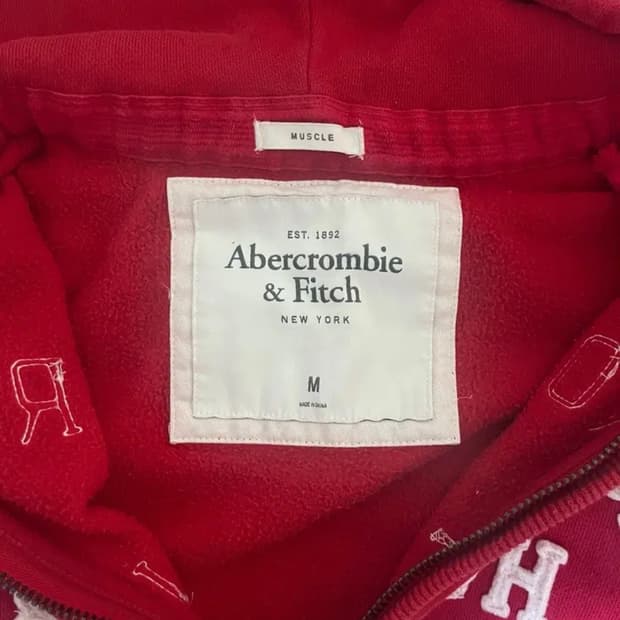 MUSCLE
EST. 1892
Abercrombie
& Fitch
NEW YORK
M
MADE IN CHINA
H